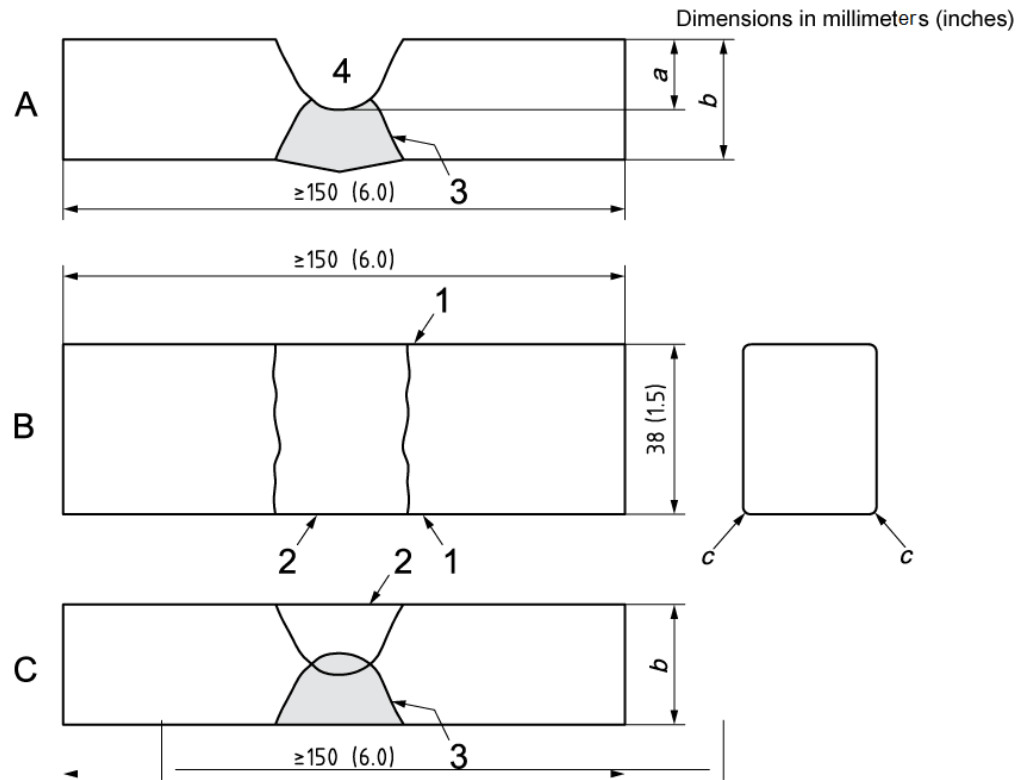 Dimensions in millimeters (inches)
A
4
a
b
3
≥150 (6.0)
≥150 (6.0)
1
B
38 (1.5)
2
1
c
c
2
C
b
3
≥150 (6.0)